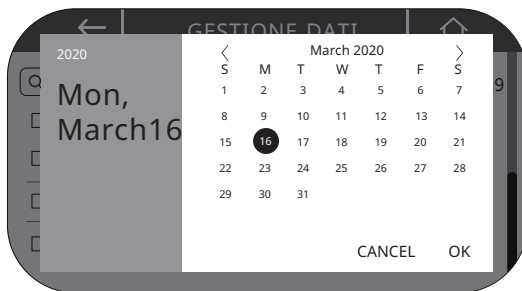 GESTIONE DATI
2020
Mon,
March16
March 2020
S M T W T F S
1 2 3 4 5 6 7
8 9 10 11 12 13 14
15 16 17 18 19 20 21
22 23 24 25 26 27 28
29 30 31
9
CANCEL OK